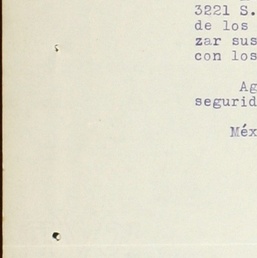 3221 S.
de los
zar sus
con los
Ag
segurid
Méx